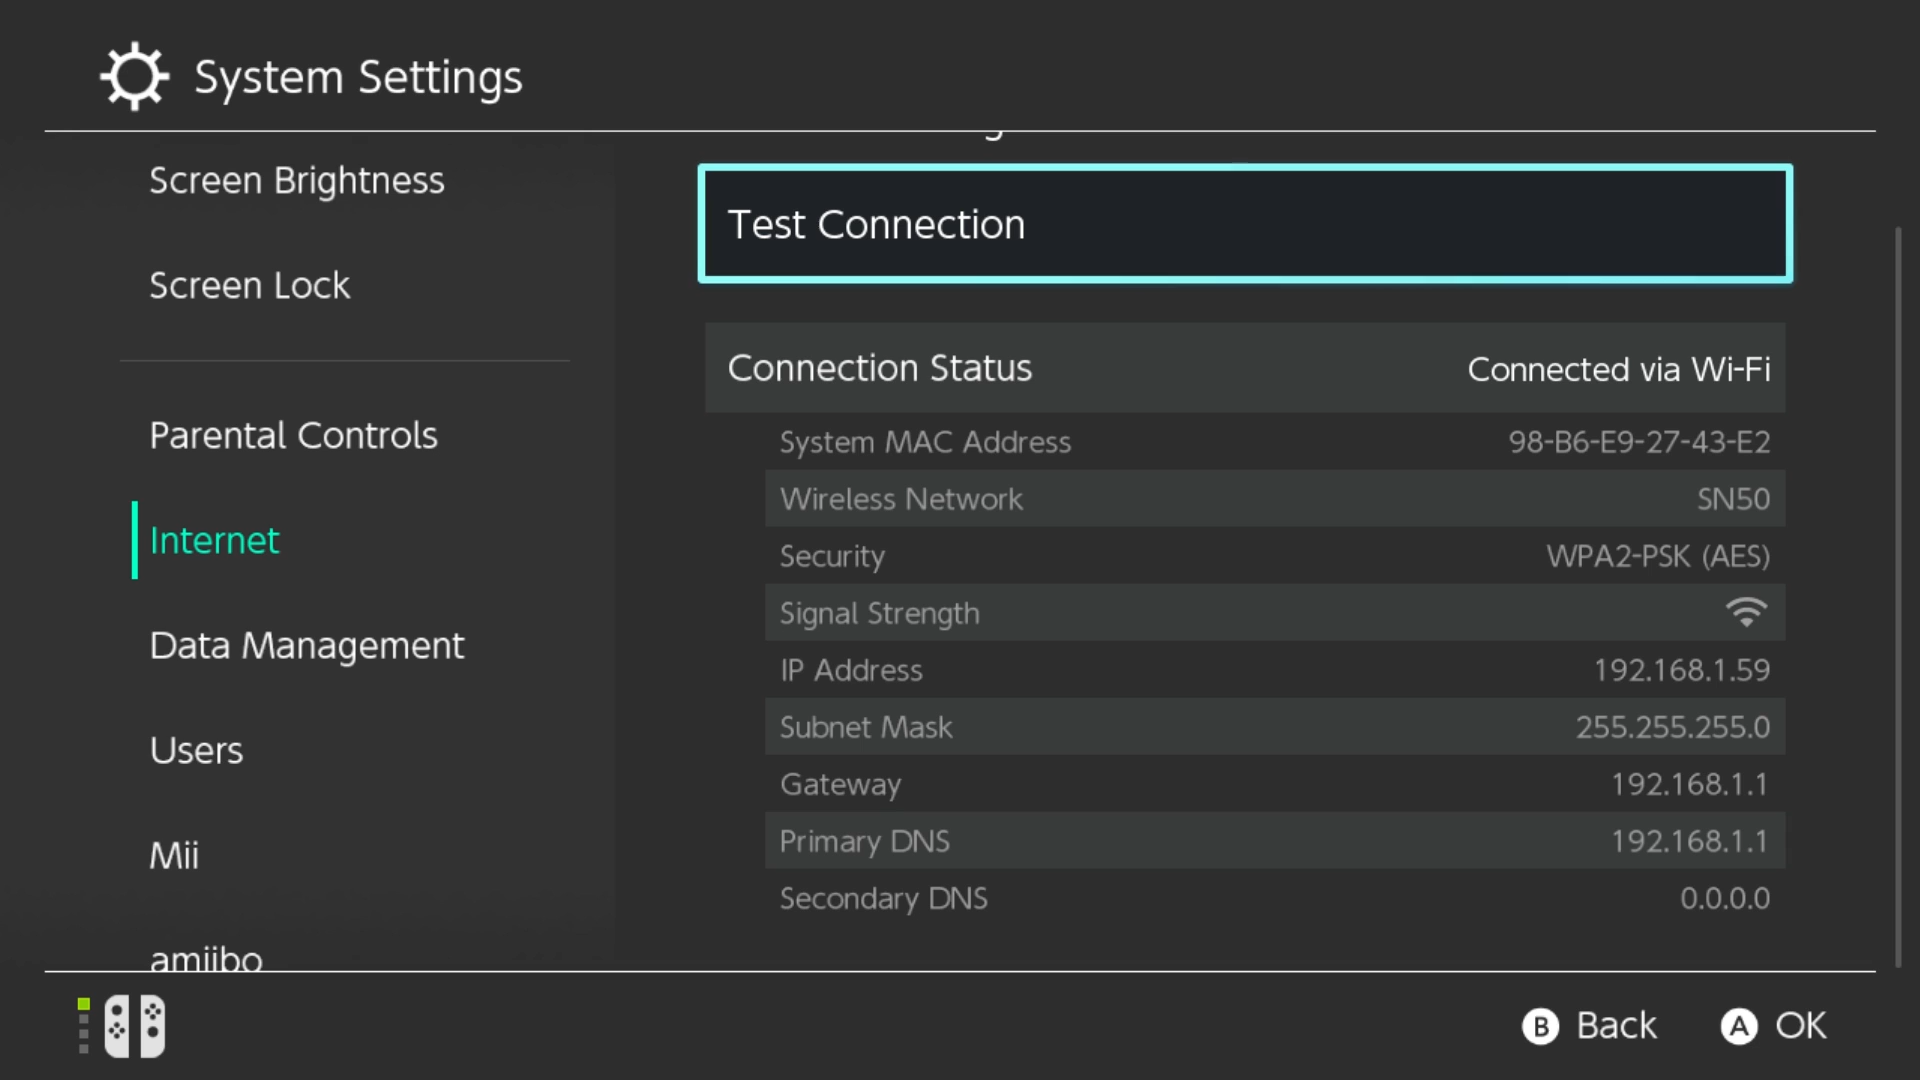 System Settings
Screen Brightness
Screen Lock
Parental Controls
Internet
Data Management
Users
Mii
amiibo
Test Connection
Connection Status Connected via Wi-Fi
System MAC Address 98-B6-E9-27-43-E2
Wireless Network SN50
Security WPA2-PSK (AES)
Signal Strength
IP Address 192.168.1.59
Subnet Mask 255.255.255.0
Gateway 192.168.1.1
Primary DNS 192.168.1.1
Secondary DNS 0.0.0.0
B Back A OK